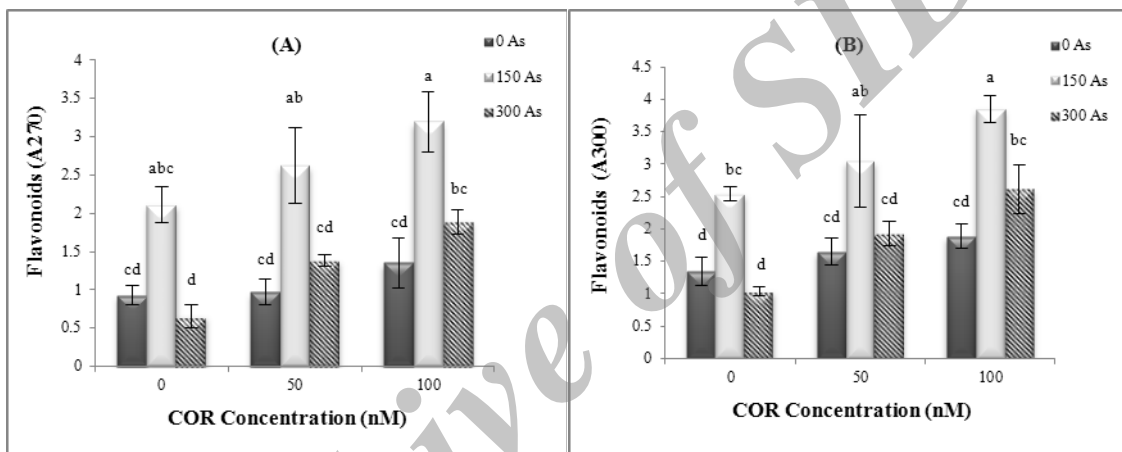 (A)
0 As
150 As
300 As
Flavonoids (A270)
4
3.5
3
2.5
2
1.5
1
0.5
0
cd
abc
d
cd
ab
cd
cd
a
bc
0
50
100
COR Concentration (nM)
(B)
0 As
150 As
300 As
Flavonoids (A300)
4.5
4
3.5
3
2.5
2
1.5
1
0.5
0
d
bc
d
cd
ab
cd
cd
a
bc
0
50
100
COR Concentration (nM)
ive of SI